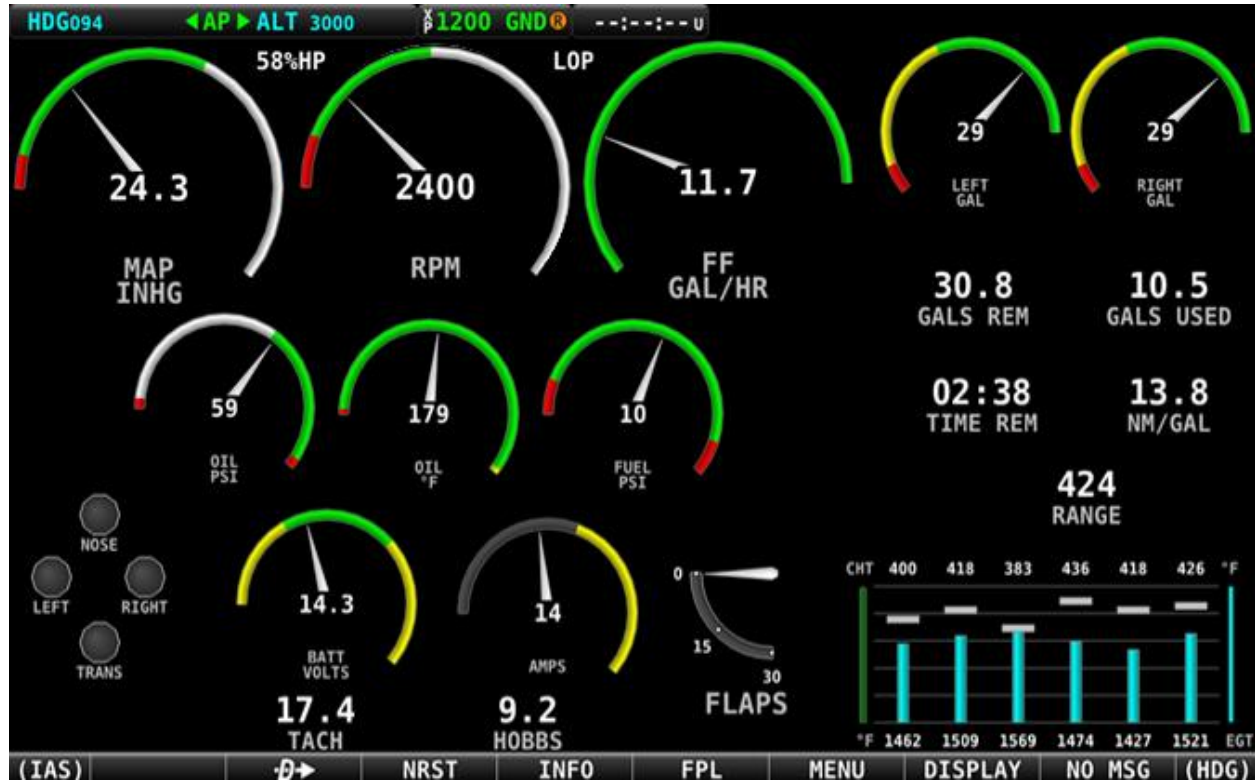 HDG094 ◀AP▶ ALT 3000 XP 1200 GND R --:--:-- U
58%HP LOP
24.3
MAP
INHG
2400
RPM
11.7
FF
GAL/HR
29
LEFT
GAL
29
RIGHT
GAL
30.8
GALS REM
10.5
GALS USED
02:38
TIME REM
13.8
NM/GAL
424
RANGE
59
OIL
PSI
179
OIL
°F
10
FUEL
PSI
NOSE
LEFT RIGHT
TRANS
14.3
BATT
VOLTS
14
AMPS
0
15
30
FLAPS
17.4
TACH
9.2
HOBBS
CHT 400 418 383 436 418 426 °F
°F 1462 1509 1569 1474 1427 1521 EGT
(IAS) D NRST INFO FPL MENU DISPLAY NO MSG (HDG)